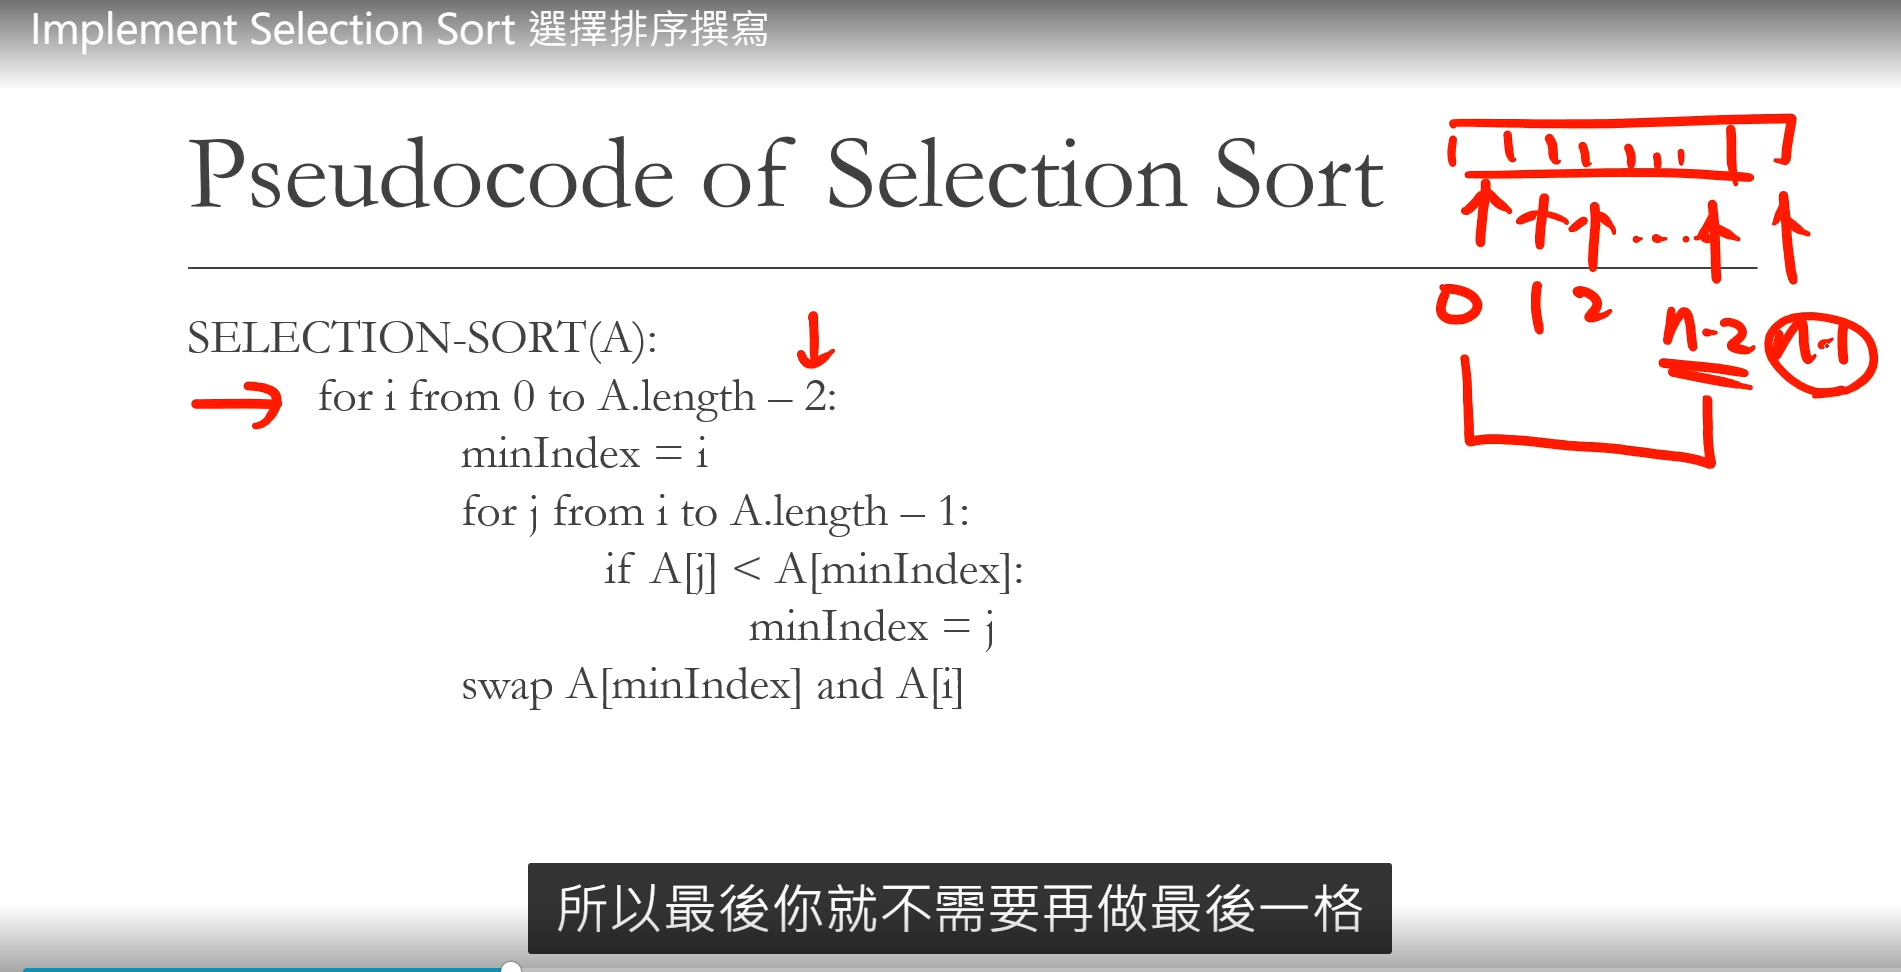 Implement Selection Sort 選擇排序撰寫
Pseudocode of Selection Sort
0 1 2 n-2 n-1
SELECTION-SORT(A):
for i from 0 to A.length – 2:
minIndex = i
for j from i to A.length – 1:
if A[j] < A[minIndex]:
minIndex = j
swap A[minIndex] and A[i]
所以最後你就不需要再做最後一格